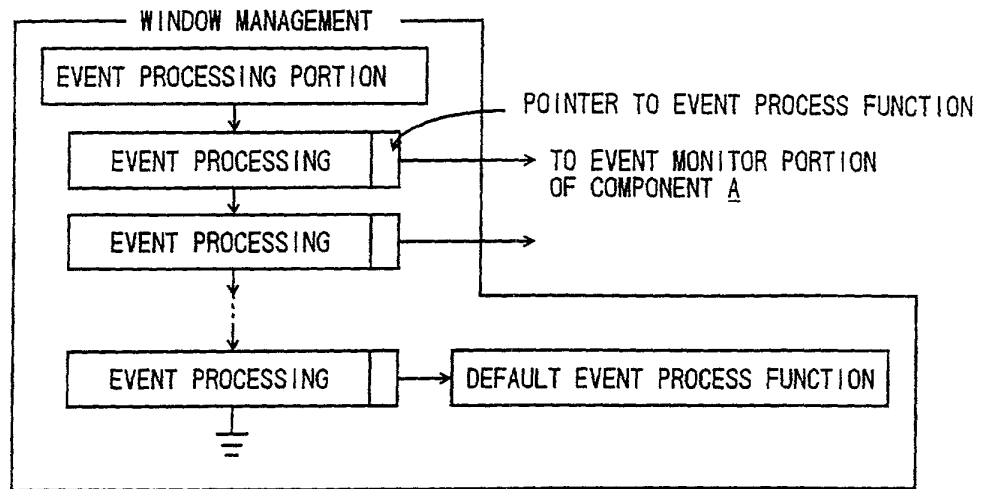 WINDOW MANAGEMENT
EVENT PROCESSING PORTION
POINTER TO EVENT PROCESS FUNCTION
EVENT PROCESSING
TO EVENT MONITOR PORTION
OF COMPONENT A
EVENT PROCESSING
EVENT PROCESSING
DEFAULT EVENT PROCESS FUNCTION